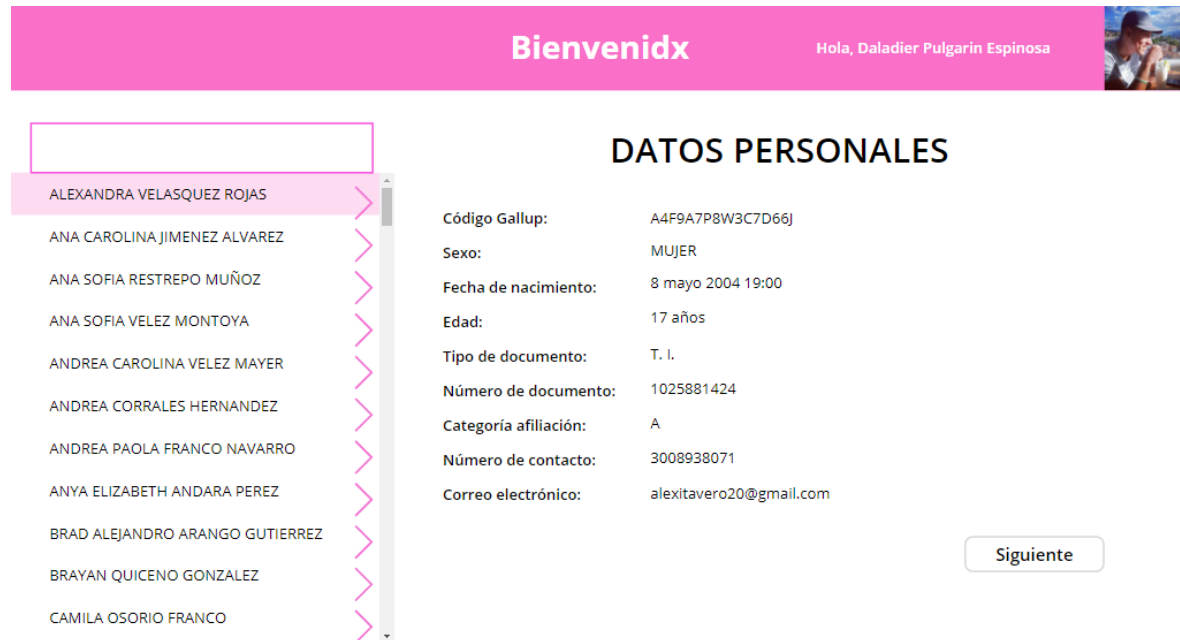 Bienvenidx
Hola, Daladier Pulgarin Espinosa
ALEXANDRA VELASQUEZ ROJAS
ANA CAROLINA JIMENEZ ALVAREZ
ANA SOFIA RESTREPO MUÑOZ
ANA SOFIA VELEZ MONTOYA
ANDREA CAROLINA VELEZ MAYER
ANDREA CORRALES HERNANDEZ
ANDREA PAOLA FRANCO NAVARRO
ANYA ELIZABETH ANDARA PEREZ
BRAD ALEJANDRO ARANGO GUTIERREZ
BRAYAN QUICENO GONZALEZ
CAMILA OSORIO FRANCO
DATOS PERSONALES
Código Gallup: A4F9A7P8W3C7D66J
Sexo: MUJER
Fecha de nacimiento: 8 mayo 2004 19:00
Edad: 17 años
Tipo de documento: T. I.
Número de documento: 1025881424
Categoría afiliación: A
Número de contacto: 3008938071
Correo electrónico: alexitavero20@gmail.com
Siguiente